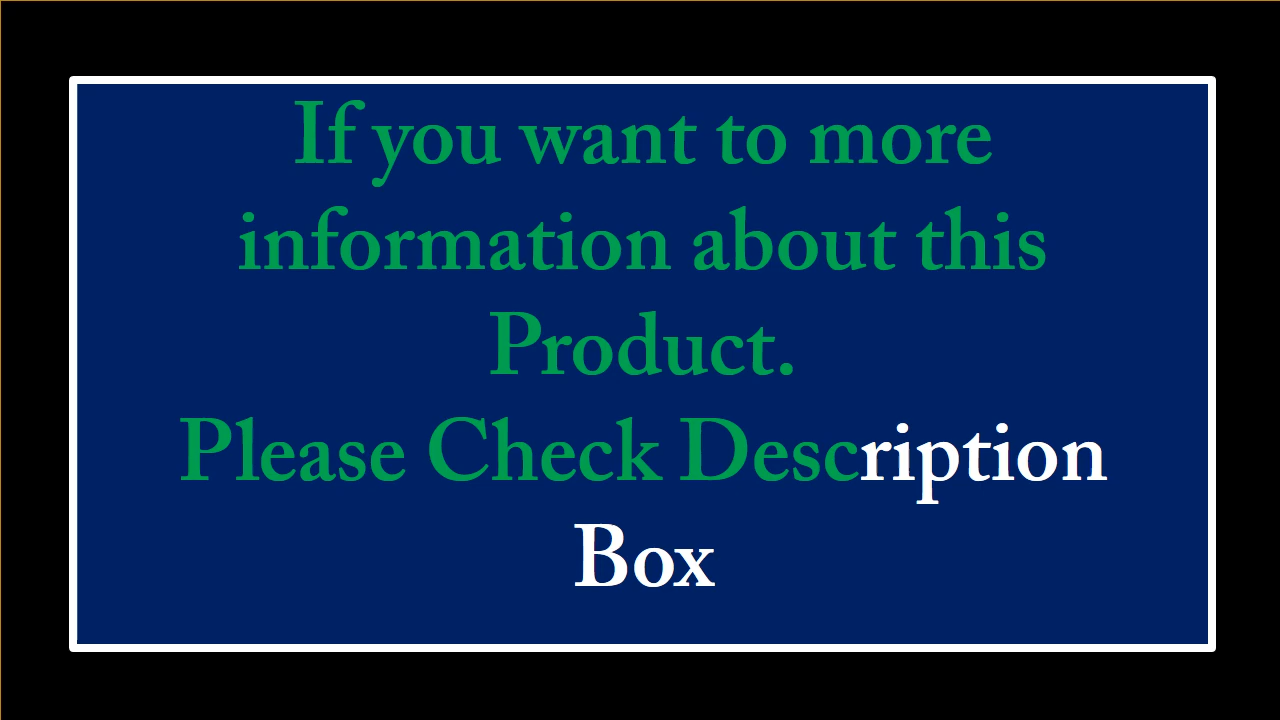 If you want to more
information about this
Product.
Please Check Description
Box